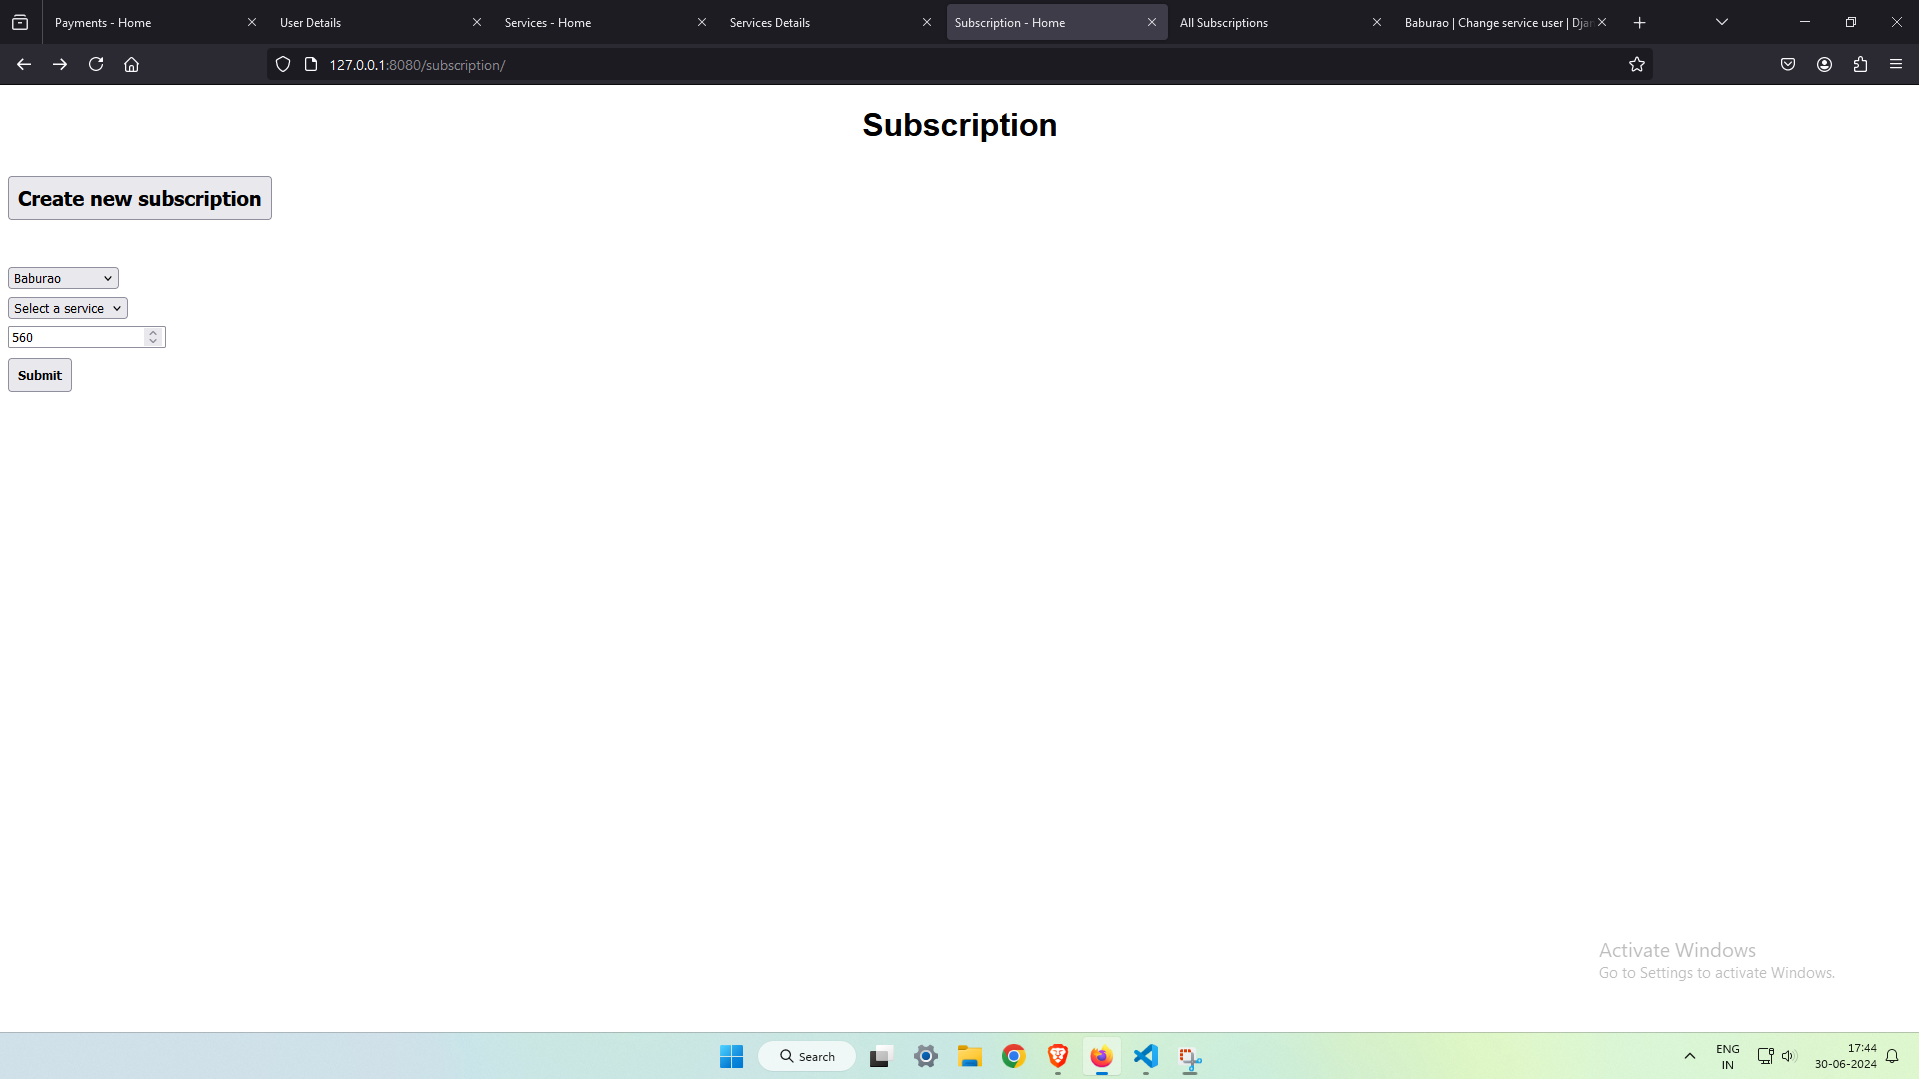 Payments - Home
User Details
Services - Home
Services Details
Subscription - Home
All Subscriptions
Baburao | Change service user | Djan
127.0.0.1:8080/subscription/
Subscription
Create new subscription
Baburao
Select a service
560
Submit
Activate Windows
Go to Settings to activate Windows.
Search
ENG
IN
17:44
30-06-2024